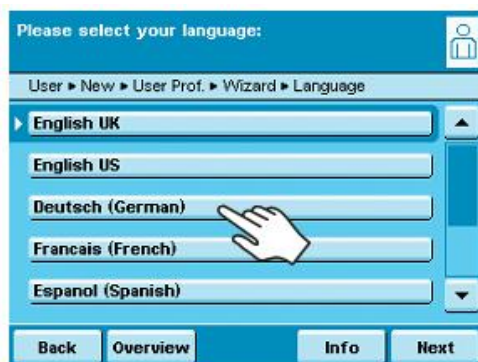 Please select your language:
User ▸ New ▸ User Prof. ▸ Wizard ▸ Language
English UK
English US
Deutsch (German)
Francais (French)
Espanol (Spanish)
Back Overview Info Next